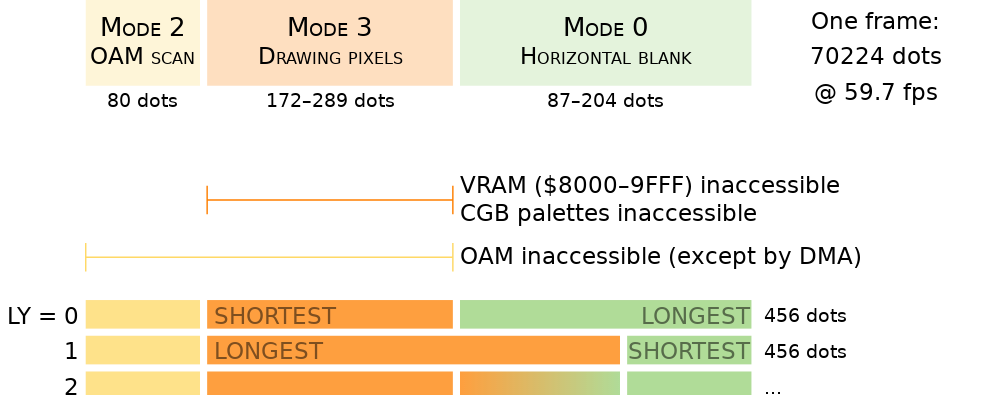 Mode 2
OAM scan
80 dots
Mode 3
Drawing pixels
172–289 dots
Mode 0
Horizontal blank
87–204 dots
One frame:
70224 dots
@ 59.7 fps
VRAM ($8000–9FFF) inaccessible
CGB palettes inaccessible
OAM inaccessible (except by DMA)
LY = 0 SHORTEST LONGEST 456 dots
1 LONGEST SHORTEST 456 dots
2 ...